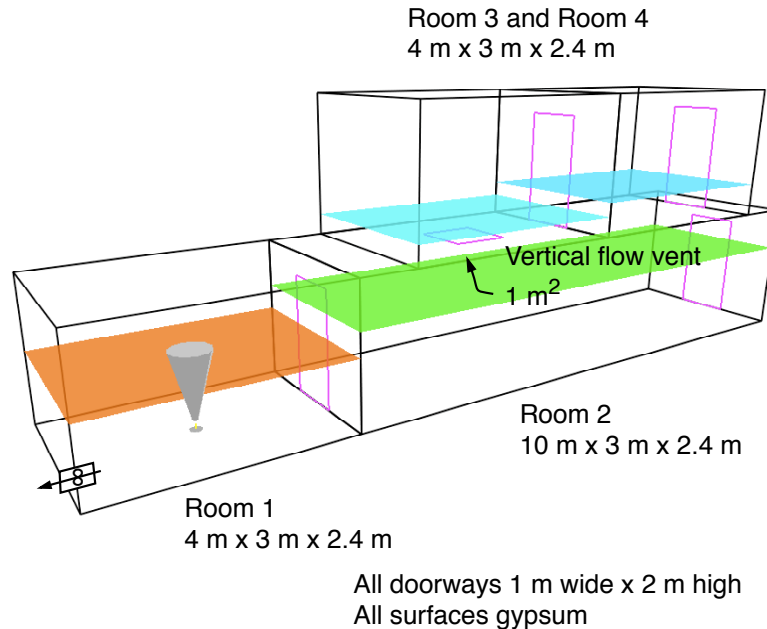 Room 3 and Room 4
4 m x 3 m x 2.4 m
Vertical flow vent
1 m²
Room 2
10 m x 3 m x 2.4 m
8
Room 1
4 m x 3 m x 2.4 m
All doorways 1 m wide x 2 m high
All surfaces gypsum